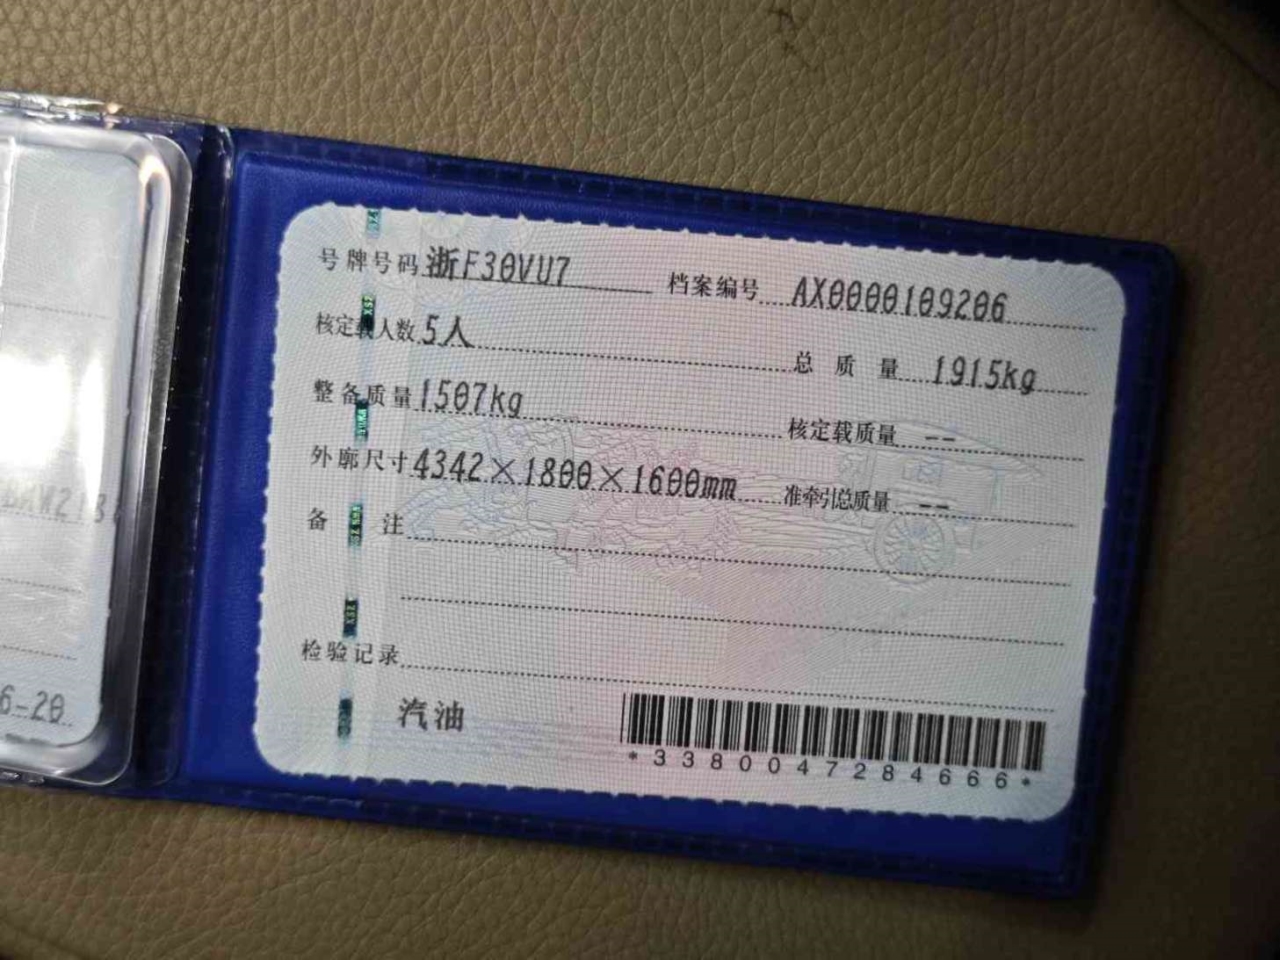 号牌号码 浙F30VU7 档案编号 AX0000109206
核定载人数 5人 总质量 1915kg
整备质量 1507kg 核定载质量 --
外廓尺寸 4342×1800×1600mm 准牵引总质量 --
备注
检验记录
汽油
*3380047284666*
6-20